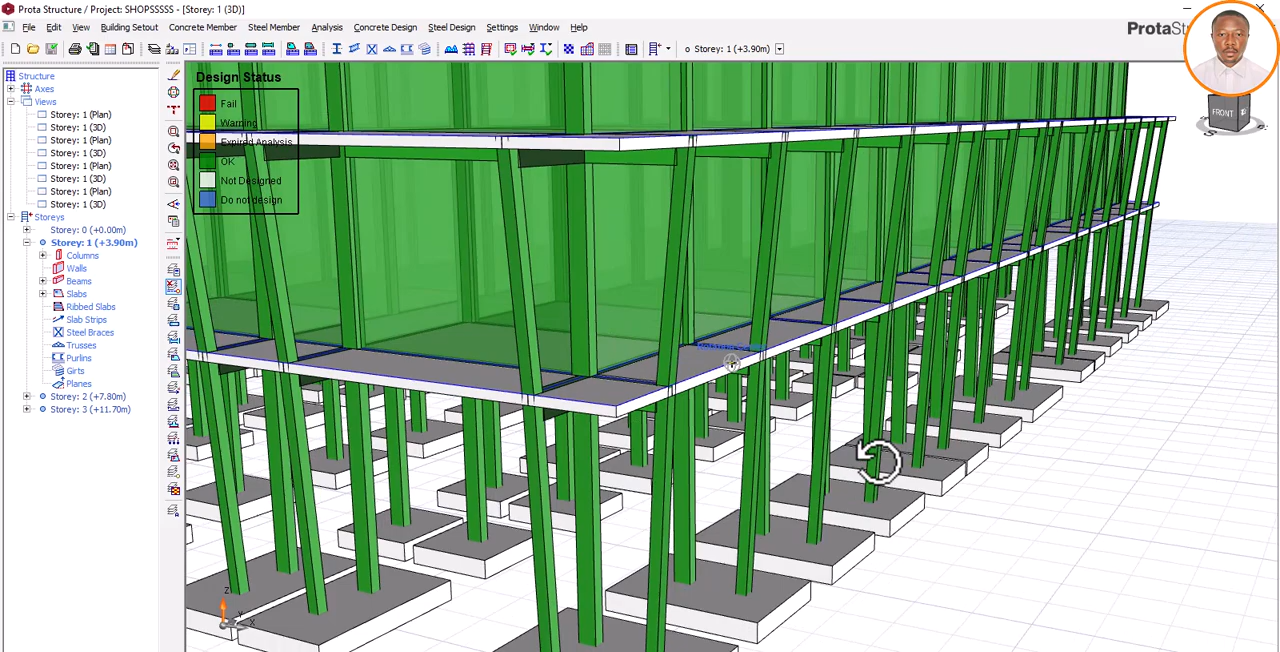 Prota Structure / Project: SHOPSSSSS - [Storey: 1 (3D)]
File Edit View Building Setout Concrete Member Steel Member Analysis Concrete Design Steel Design Settings Window Help
ProtaSt
Storey: 1 (+3.90m)
Structure
Axes
Views
Storey: 1 (Plan)
Storey: 1 (3D)
Storey: 1 (Plan)
Storey: 1 (3D)
Storey: 1 (Plan)
Storey: 1 (3D)
Storey: 1 (Plan)
Storey: 1 (3D)
Storeys
Storey: 0 (+0.00m)
Storey: 1 (+3.90m)
Columns
Walls
Beams
Slabs
Ribbed Slabs
Slab Strips
Steel Braces
Trusses
Purlins
Girts
Planes
Storey: 2 (+7.80m)
Storey: 3 (+11.70m)
Design Status
Fail
Warning
Expired Analysis
OK
Not Designed
Do not design
FRONT
S
Z
Y
X